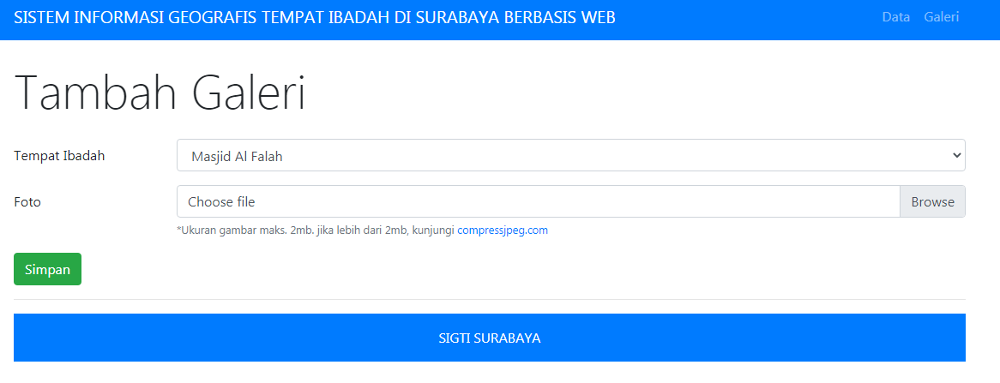 SISTEM INFORMASI GEOGRAFIS TEMPAT IBADAH DI SURABAYA BERBASIS WEB
Data Galeri
Tambah Galeri
Tempat Ibadah
Masjid Al Falah
Foto
Choose file
Browse
*Ukuran gambar maks. 2mb. jika lebih dari 2mb, kunjungi compressjpeg.com
Simpan
SIGTI SURABAYA